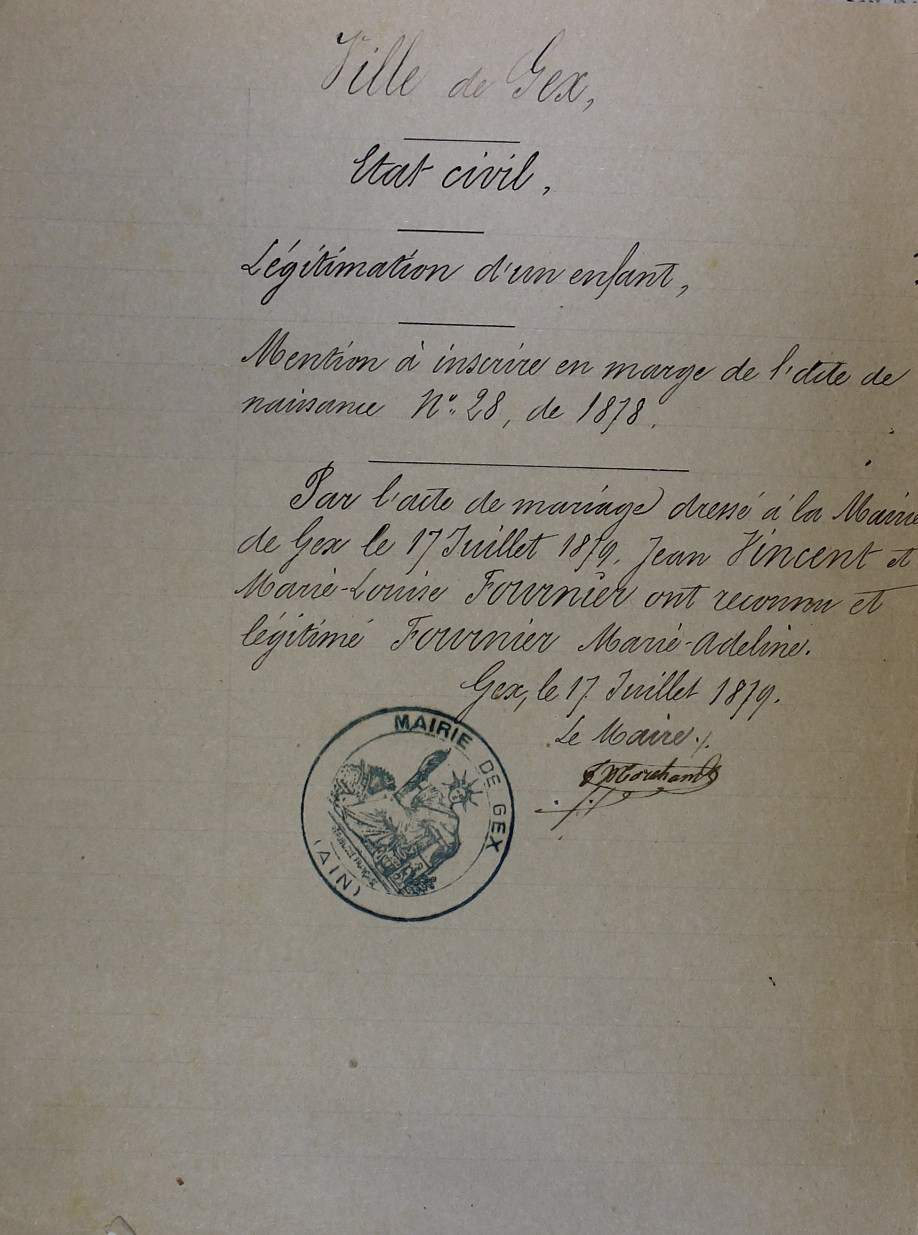 Ville de Gex,
Etat civil,
Légitimation d'un enfant,
Mention à inscrire en marge de l'acte de
naissance N° 28, de 1878.
Par l'acte de mariage dressé à la Mairie
de Gex le 17 Juillet 1879, Jean Vincent et
Marie-Louise Fournier ont reconnu et
légitimé Fournier Marie-Adeline.
Gex, le 17 Juillet 1879.
Le Maire,
Marchand
MAIRIE DE GEX
(AIN)